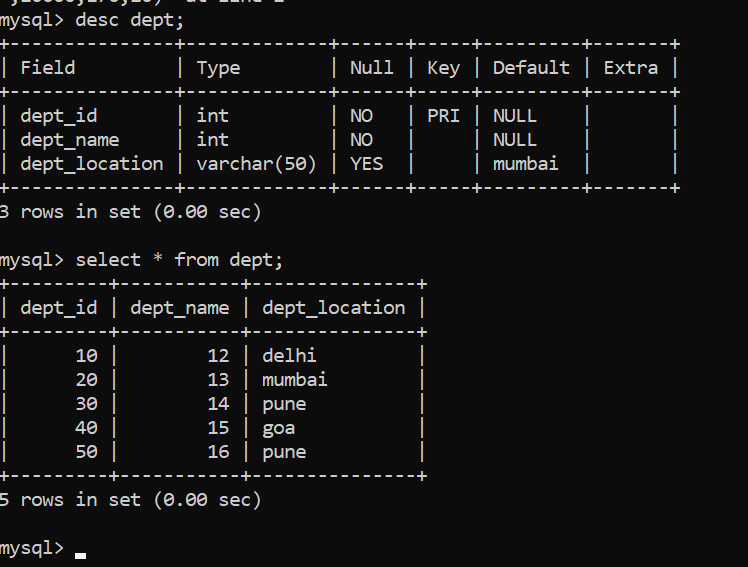 mysql> desc dept;
+---------------+-------------+------+-----+---------+-------+
| Field         | Type        | Null | Key | Default | Extra |
+---------------+-------------+------+-----+---------+-------+
| dept_id       | int         | NO   | PRI | NULL    |       |
| dept_name     | int         | NO   |     | NULL    |       |
| dept_location | varchar(50) | YES  |     | mumbai  |       |
+---------------+-------------+------+-----+---------+-------+
3 rows in set (0.00 sec)

mysql> select * from dept;
+---------+-----------+---------------+
| dept_id | dept_name | dept_location |
+---------+-----------+---------------+
|      10 |        12 | delhi         |
|      20 |        13 | mumbai        |
|      30 |        14 | pune          |
|      40 |        15 | goa           |
|      50 |        16 | pune          |
+---------+-----------+---------------+
5 rows in set (0.00 sec)

mysql>